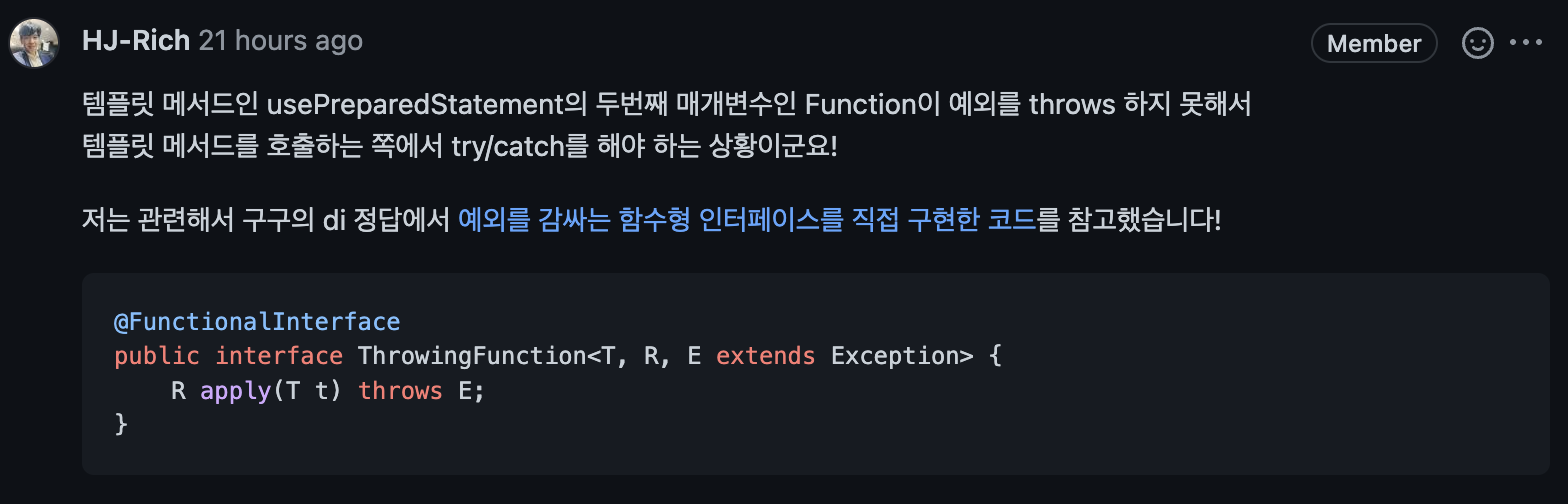 HJ-Rich 21 hours ago
Member
템플릿 메서드인 usePreparedStatement의 두번째 매개변수인 Function이 예외를 throws 하지 못해서
템플릿 메서드를 호출하는 쪽에서 try/catch를 해야 하는 상황이군요!
저는 관련해서 구구의 di 정답에서 예외를 감싸는 함수형 인터페이스를 직접 구현한 코드를 참고했습니다!
@FunctionalInterface
public interface ThrowingFunction<T, R, E extends Exception> {
    R apply(T t) throws E;
}